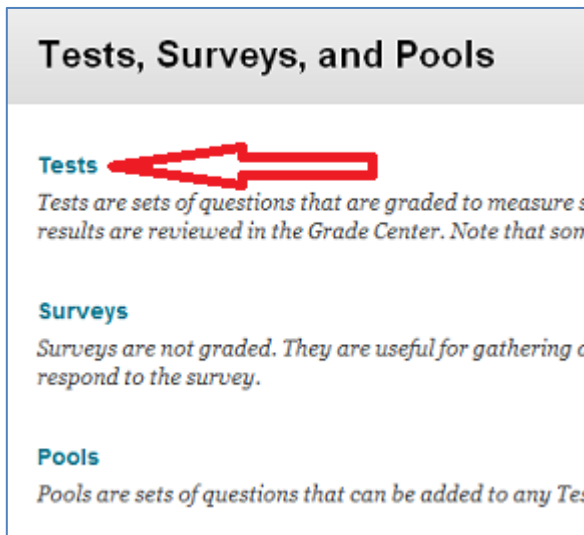 Tests, Surveys, and Pools
Tests
Tests are sets of questions that are graded to measure
results are reviewed in the Grade Center. Note that
Surveys
Surveys are not graded. They are useful for gathering
respond to the survey.
Pools
Pools are sets of questions that can be added to any